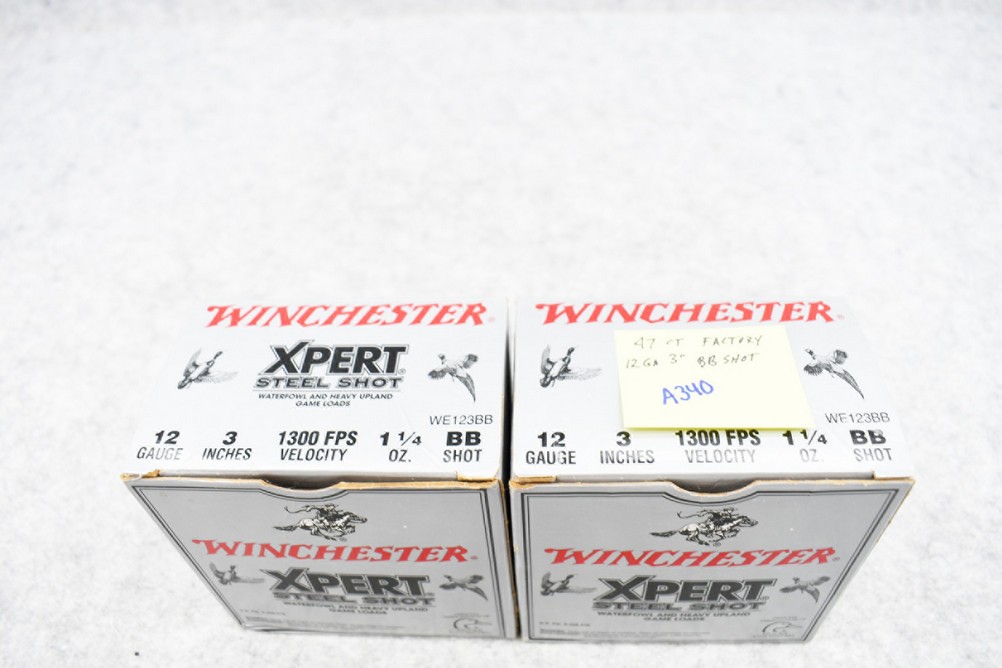 WINCHESTER
XPERT
STEEL SHOT
WATERFOWL AND HEAVY UPLAND
GAME LOADS
WE123BB
12 3 1300 FPS 1 1/4 BB
GAUGE INCHES VELOCITY OZ. SHOT
WINCHESTER
XPERT
STEEL SHOT
WATERFOWL AND HEAVY UPLAND
GAME LOADS
WINCHESTER
47 CT FACTORY
12 GA 3" BB SHOT
A340
WE123BB
12 3 1300 FPS 1 1/4 BB
GAUGE INCHES VELOCITY OZ. SHOT
WINCHESTER
XPERT
STEEL SHOT
WATERFOWL AND HEAVY UPLAND
GAME LOADS